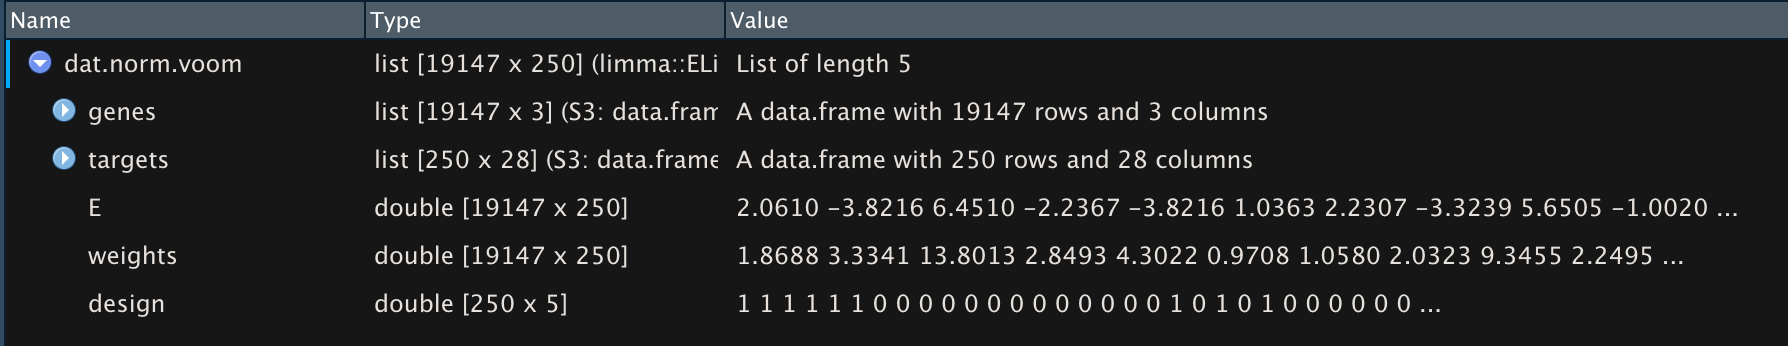 Name Type Value
dat.norm.voom list [19147 x 250] (limma::ELi List of length 5
genes list [19147 x 3] (S3: data.fram A data.frame with 19147 rows and 3 columns
targets list [250 x 28] (S3: data.frame A data.frame with 250 rows and 28 columns
E double [19147 x 250] 2.0610 −3.8216 6.4510 −2.2367 −3.8216 1.0363 2.2307 −3.3239 5.6505 −1.0020 ...
weights double [19147 x 250] 1.8688 3.3341 13.8013 2.8493 4.3022 0.9708 1.0580 2.0323 9.3455 2.2495 ...
design double [250 x 5] 1 1 1 1 1 1 0 0 0 0 0 0 0 0 0 0 0 0 0 1 0 1 0 1 0 0 0 0 0 0 ...